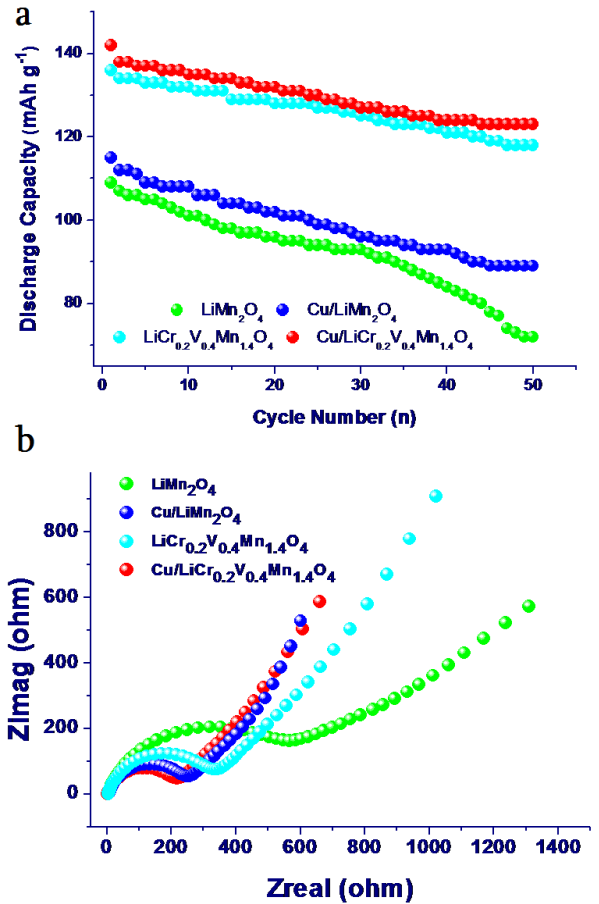 a
Discharge Capacity (mAh g⁻¹)
140
120
100
80
LiMn₂O₄ Cu/LiMn₂O₄
LiCr₀.₂V₀.₄Mn₁.₄O₄ Cu/LiCr₀.₂V₀.₄Mn₁.₄O₄
0 10 20 30 40 50
Cycle Number (n)
b
LiMn₂O₄
Cu/LiMn₂O₄
LiCr₀.₂V₀.₄Mn₁.₄O₄
Cu/LiCr₀.₂V₀.₄Mn₁.₄O₄
ZImag (ohm)
800
600
400
200
0
0 200 400 600 800 1000 1200 1400
Zreal (ohm)